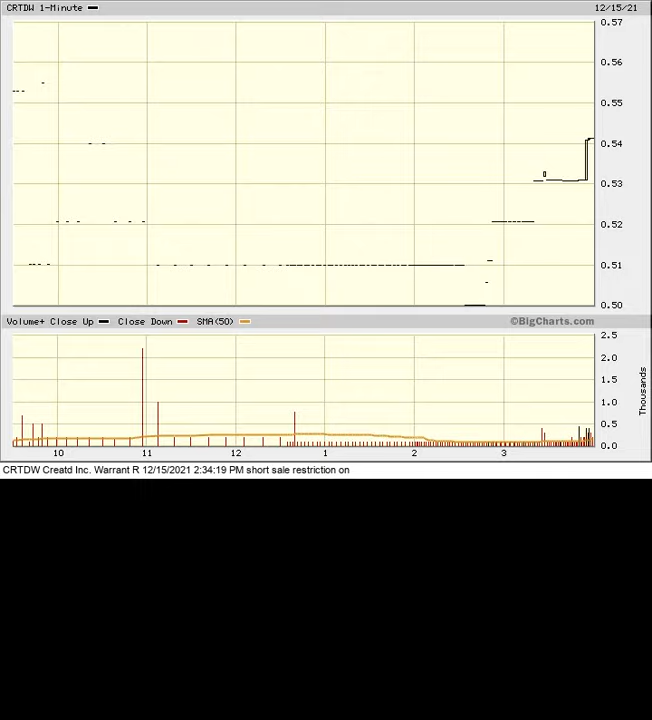 CRTDW 1-Minute 12/15/21
0.57
0.56
0.55
0.54
0.53
0.52
0.51
0.50
Volume+ Close Up Close Down SMA(50) ©BigCharts.com
2.5
2.0
1.5
1.0
0.5
0.0
Thousands
10 11 12 1 2 3
CRTDW Creatd Inc. Warrant R 12/15/2021 2:34:19 PM short sale restriction on